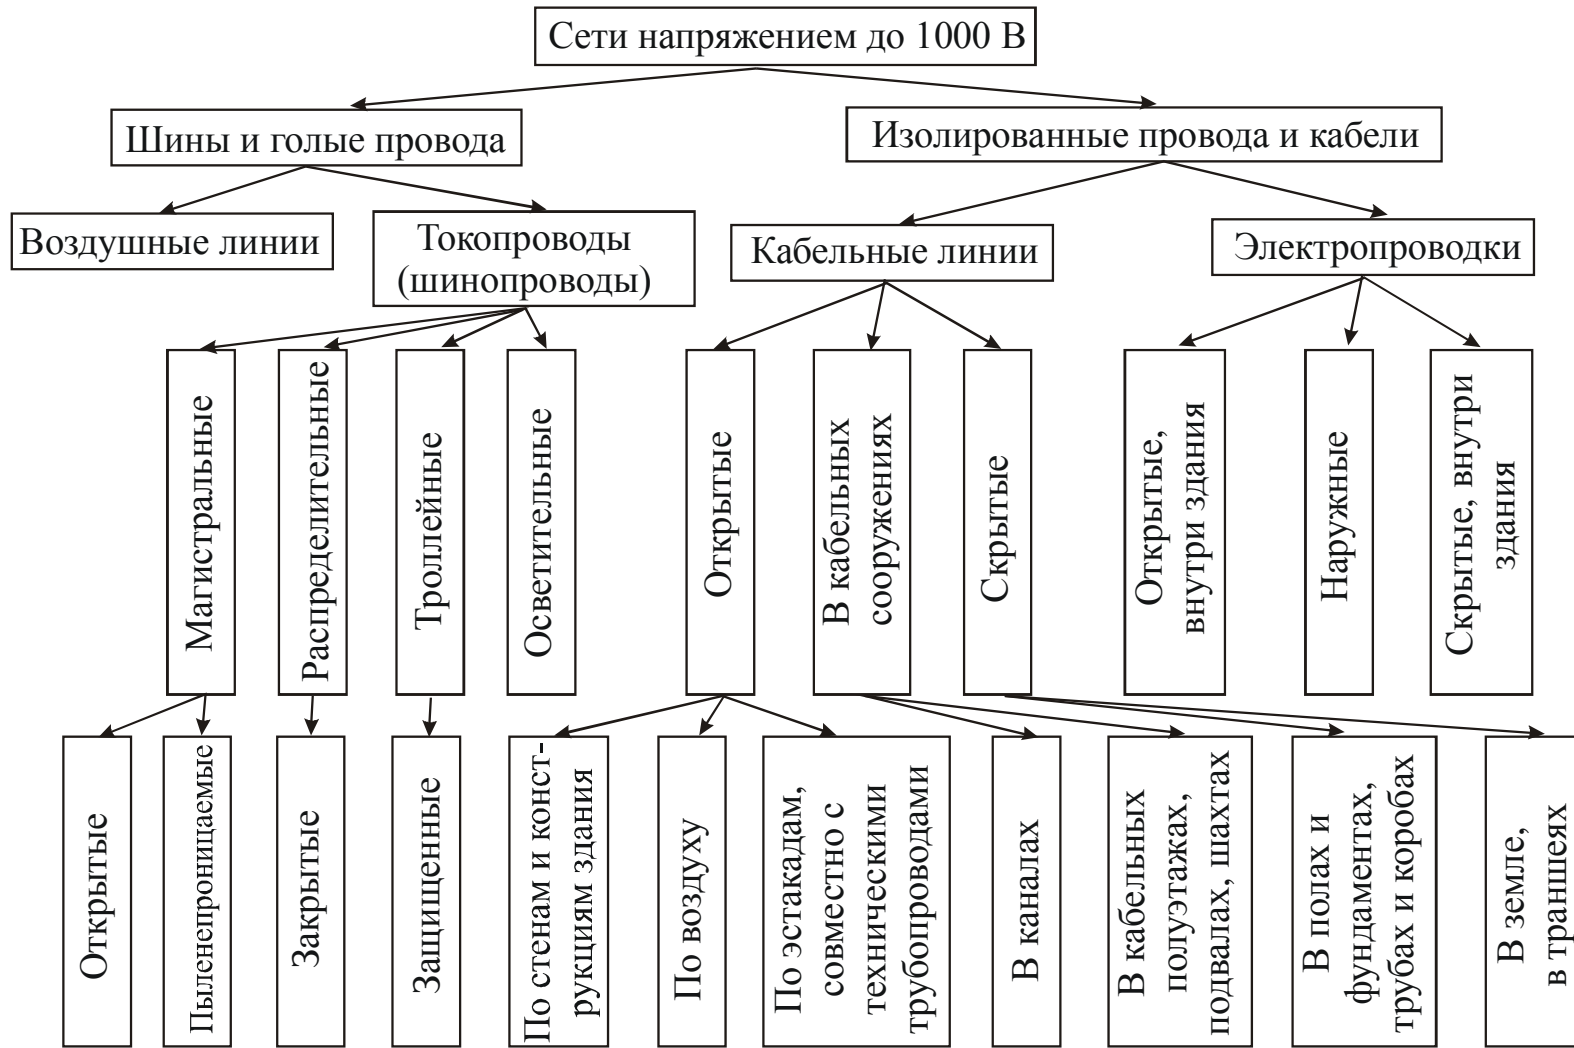 Сети напряжением до 1000 В
Шины и голые провода
Изолированные провода и кабели
Воздушные линии
Токопроводы
(шинопроводы)
Кабельные линии
Электропроводки
Магистральные
Распределительные
Троллейные
Осветительные
Открытые
В кабельных
сооружениях
Скрытые
Открытые,
внутри здания
Наружные
Скрытые, внутри
здания
Открытые
Пыленепроницаемые
Закрытые
Защищенные
По стенам и конст-
рукциям здания
По воздуху
По эстакадам,
совместно с
техническими
трубопроводами
В каналах
В кабельных
полуэтажах,
подвалах, шахтах
В полах и
фундаментах,
трубах и коробах
В земле,
в траншеях